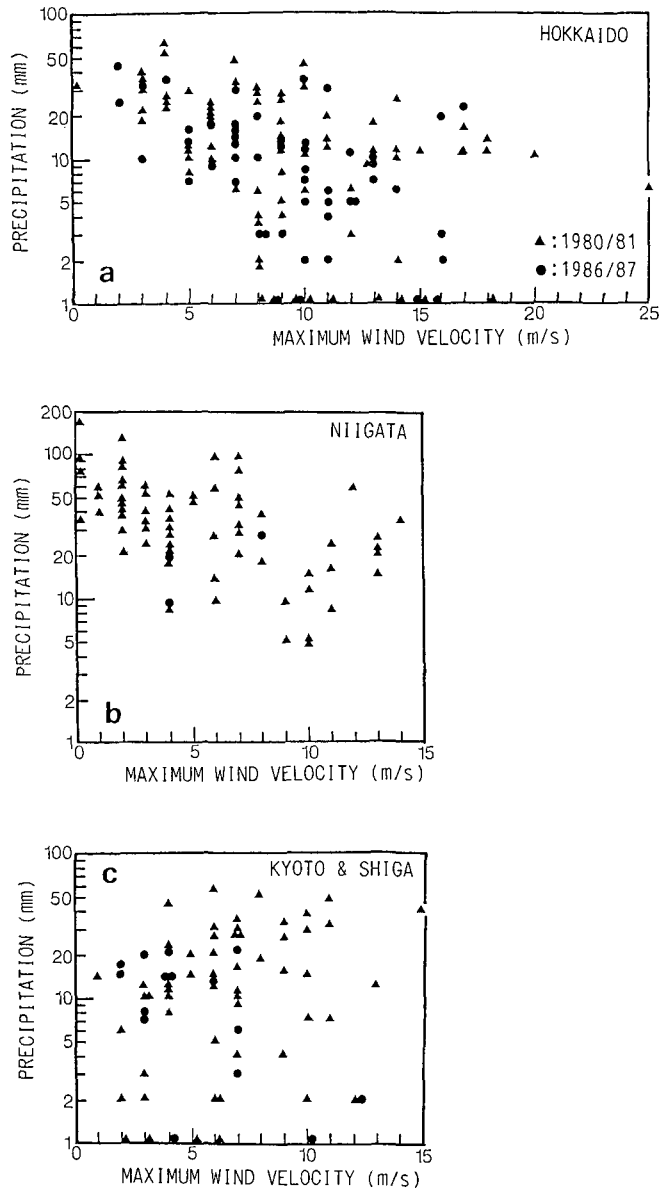 100
50
20
10
5
2
1
PRECIPITATION (mm)
HOKKAIDO
▲:1980/81
●:1986/87
a
0 5 10 15 20 25
MAXIMUM WIND VELOCITY (m/s)
200
100
50
20
10
5
2
1
PRECIPITATION (mm)
NIIGATA
b
0 5 10 15
MAXIMUM WIND VELOCITY (m/s)
100
50
20
10
5
2
1
PRECIPITATION (mm)
c
KYOTO & SHIGA
0 5 10 15
MAXIMUM WIND VELOCITY (m/s)